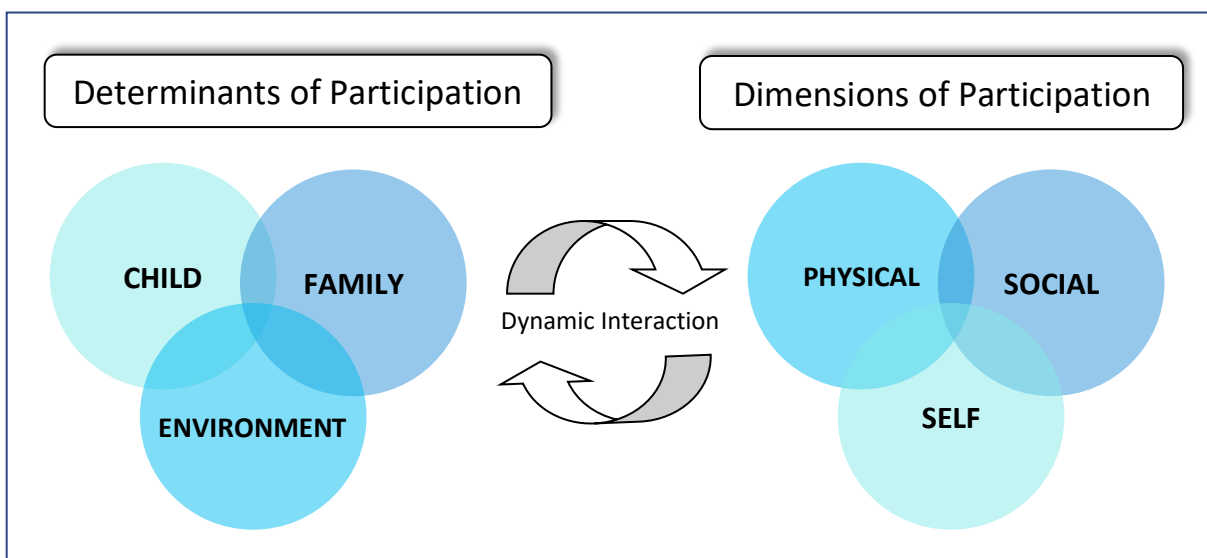 Determinants of Participation
Dimensions of Participation
CHILD
FAMILY
ENVIRONMENT
Dynamic Interaction
PHYSICAL
SOCIAL
SELF